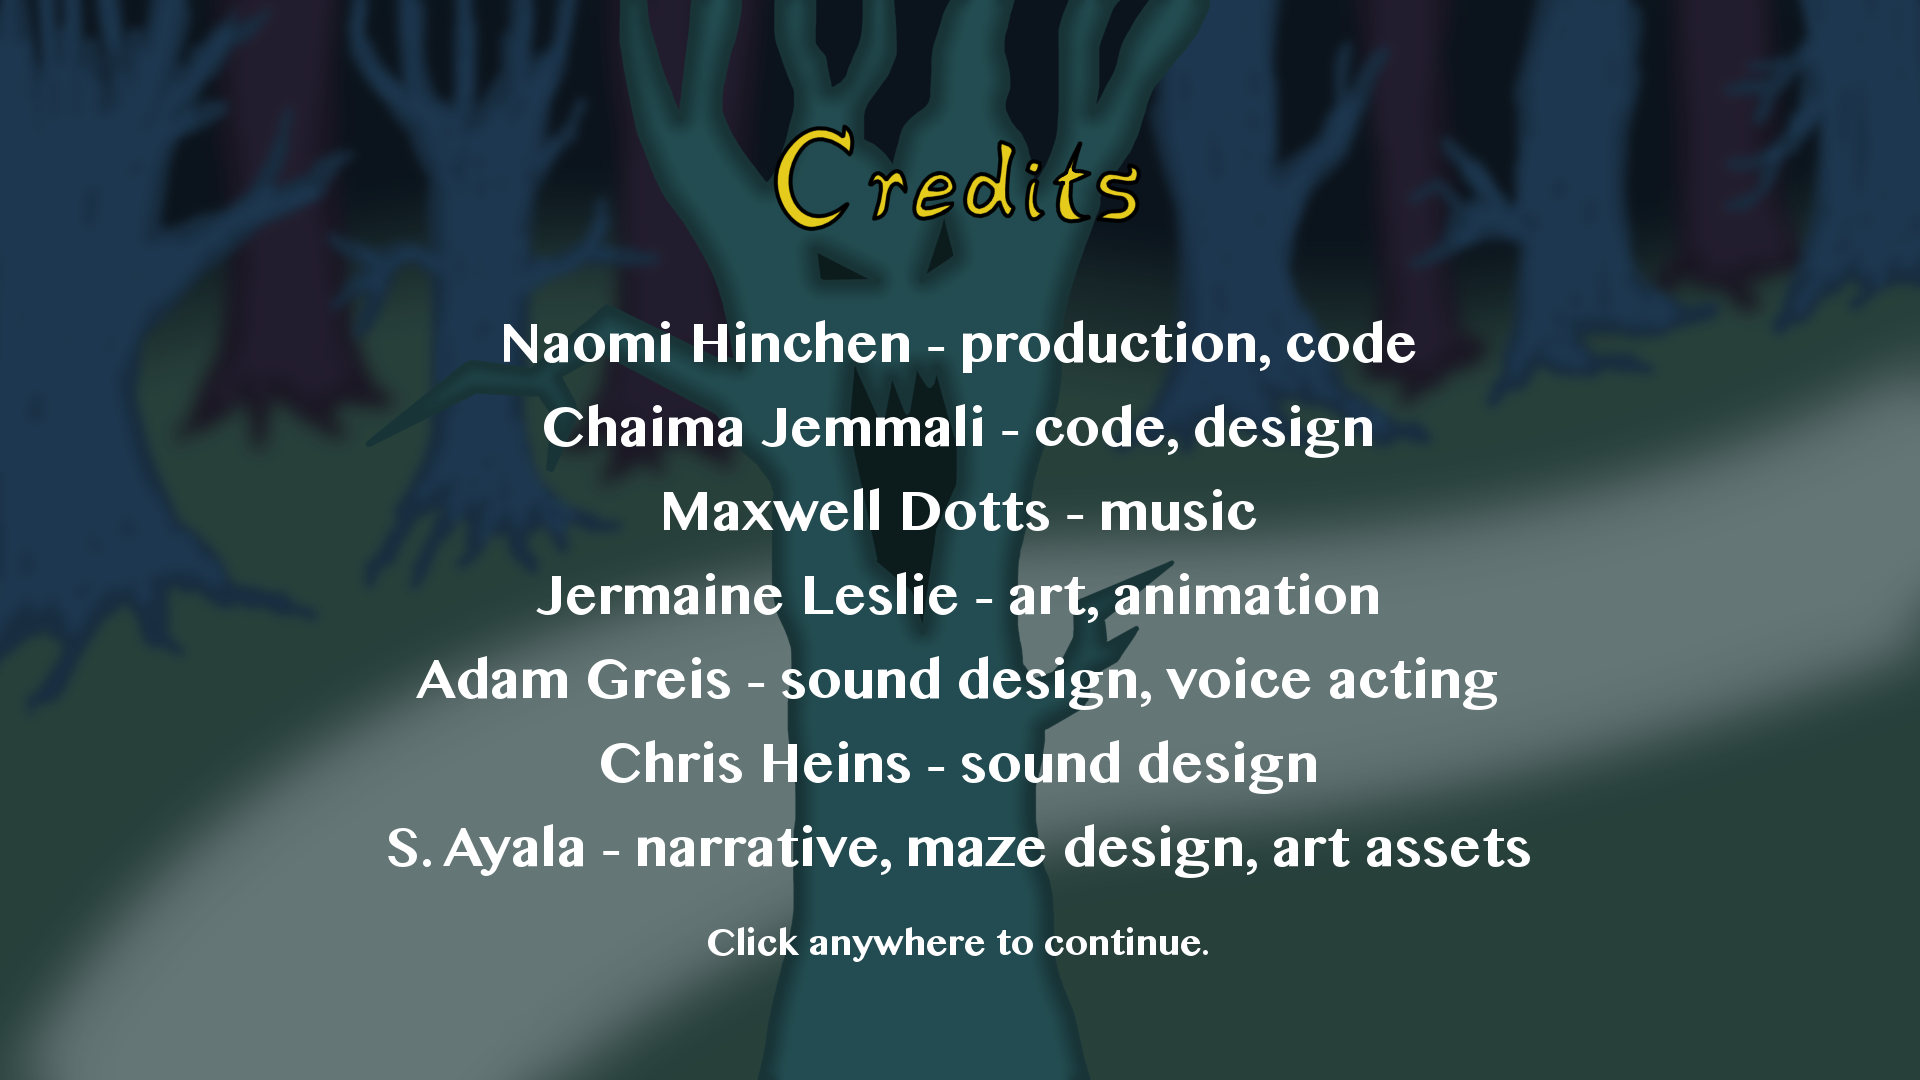 Credits
Naomi Hinchen - production, code
Chaima Jemmali - code, design
Maxwell Dotts - music
Jermaine Leslie - art, animation
Adam Greis - sound design, voice acting
Chris Heins - sound design
S. Ayala - narrative, maze design, art assets
Click anywhere to continue.